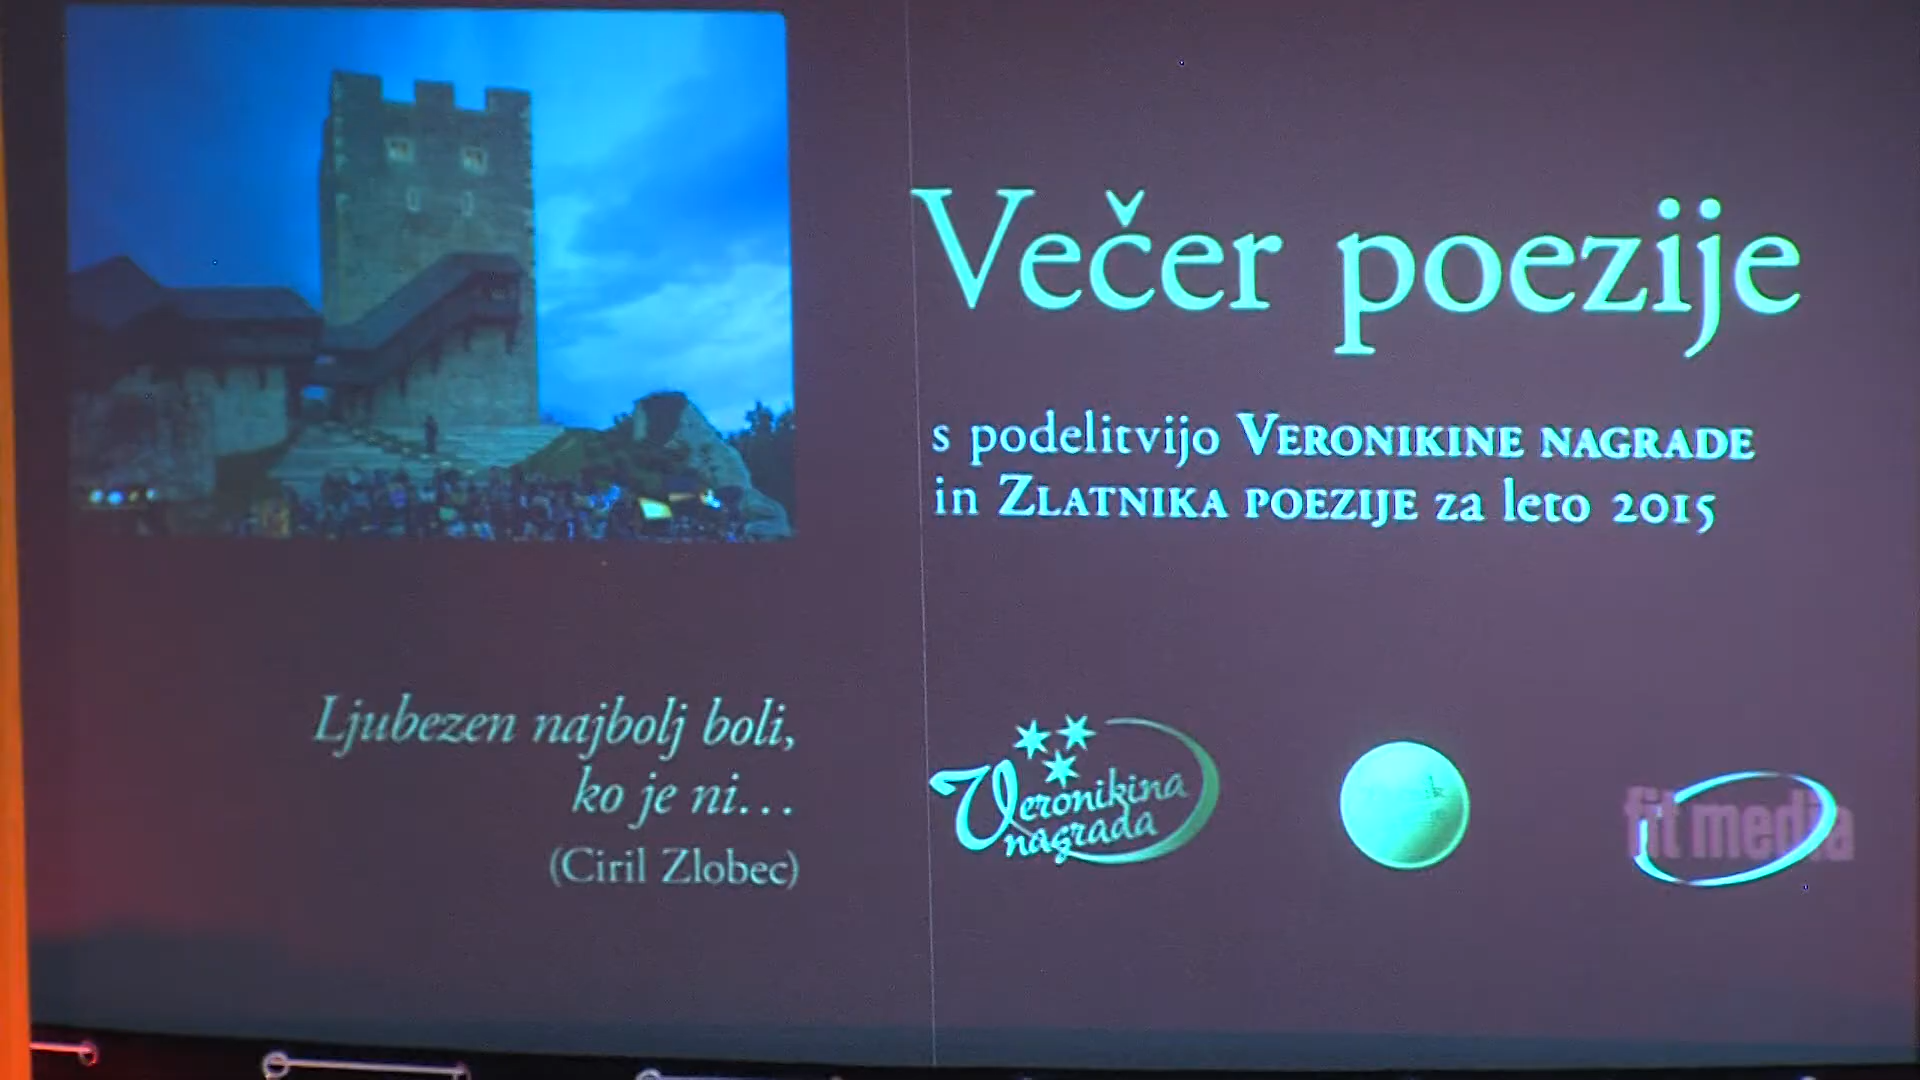 Večer poezije
s podelitvijo VERONIKINE NAGRADE
in ZLATNIKA POEZIJE za leto 2015
Ljubezen najbolj boli,
ko je ni...
(Ciril Zlobec)
Veronikina
nagrada
fit media